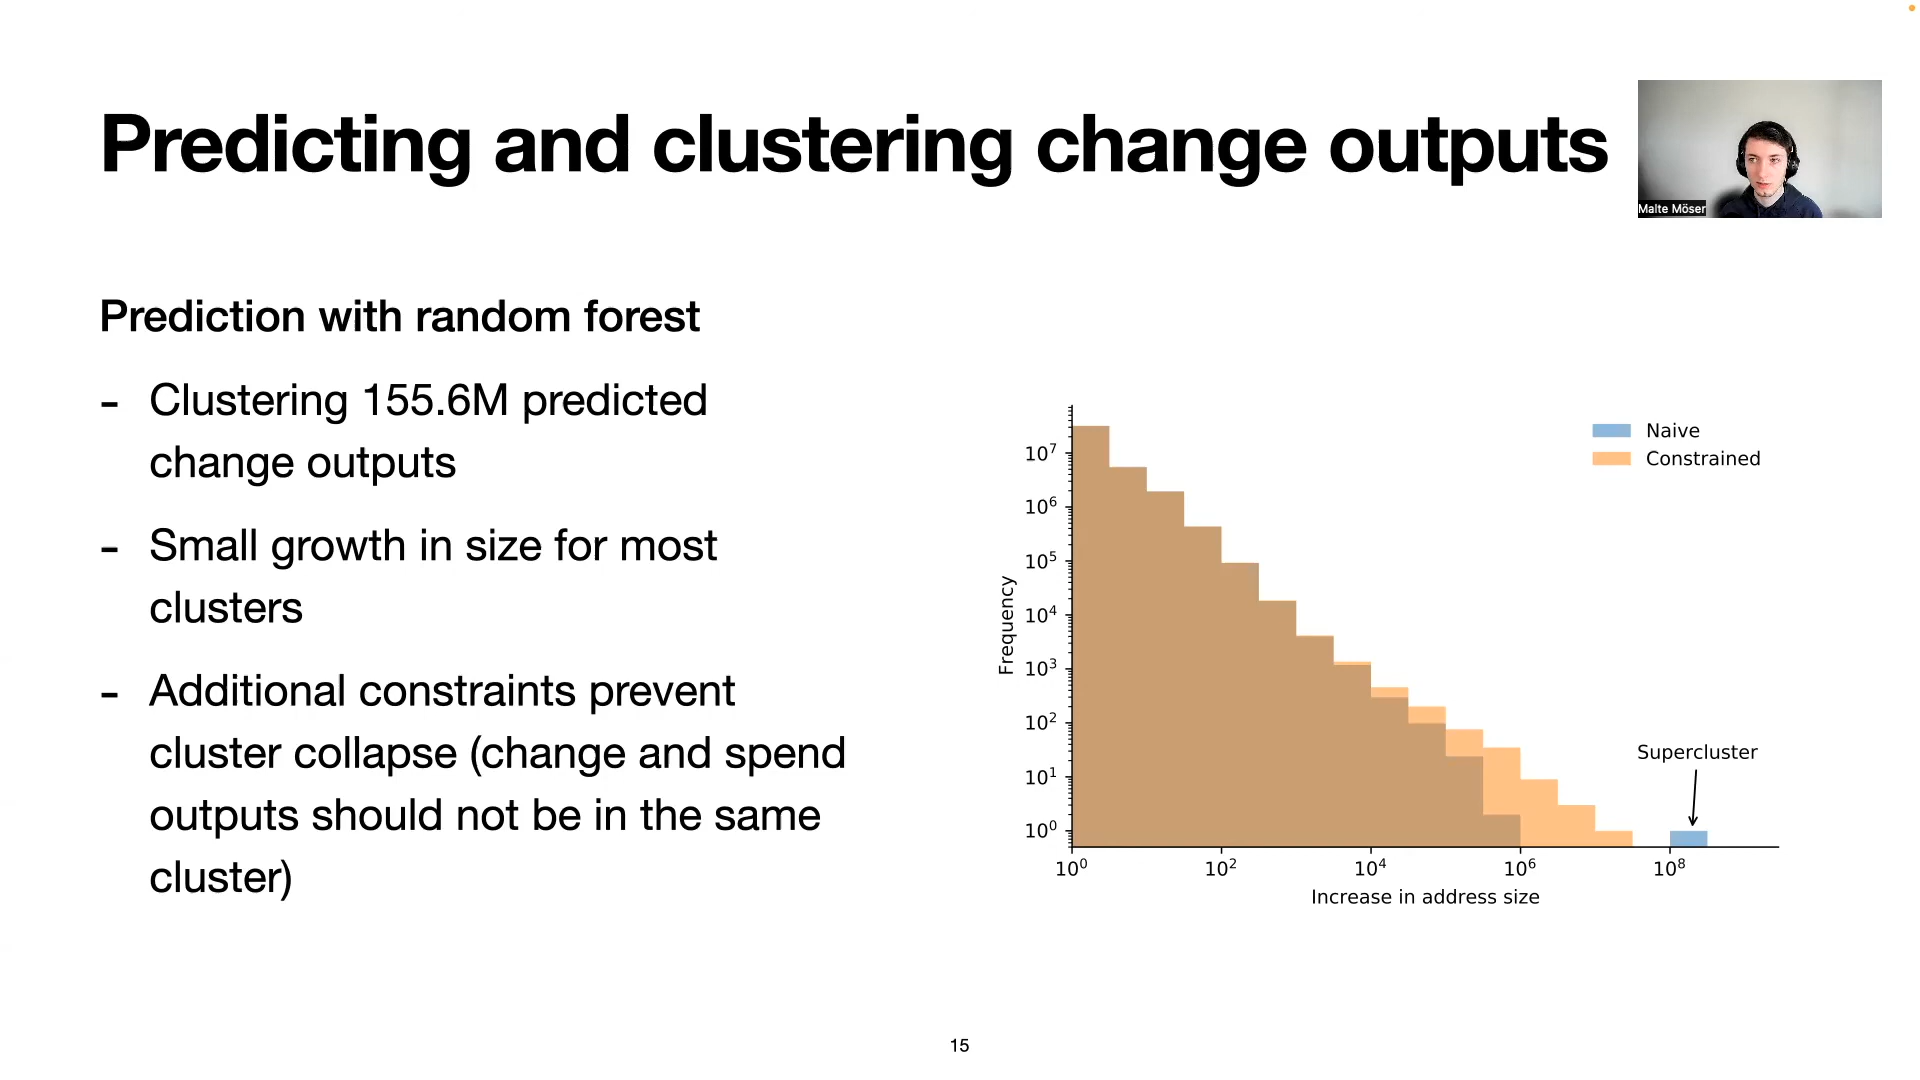 Predicting and clustering change outputs
Malte Möser
Prediction with random forest
- Clustering 155.6M predicted
change outputs
- Small growth in size for most
clusters
- Additional constraints prevent
cluster collapse (change and spend
outputs should not be in the same
cluster)
Naive
Constrained
Frequency
10⁷
10⁶
10⁵
10⁴
10³
10²
10¹
10⁰
Supercluster
10⁰ 10² 10⁴ 10⁶ 10⁸
Increase in address size
15